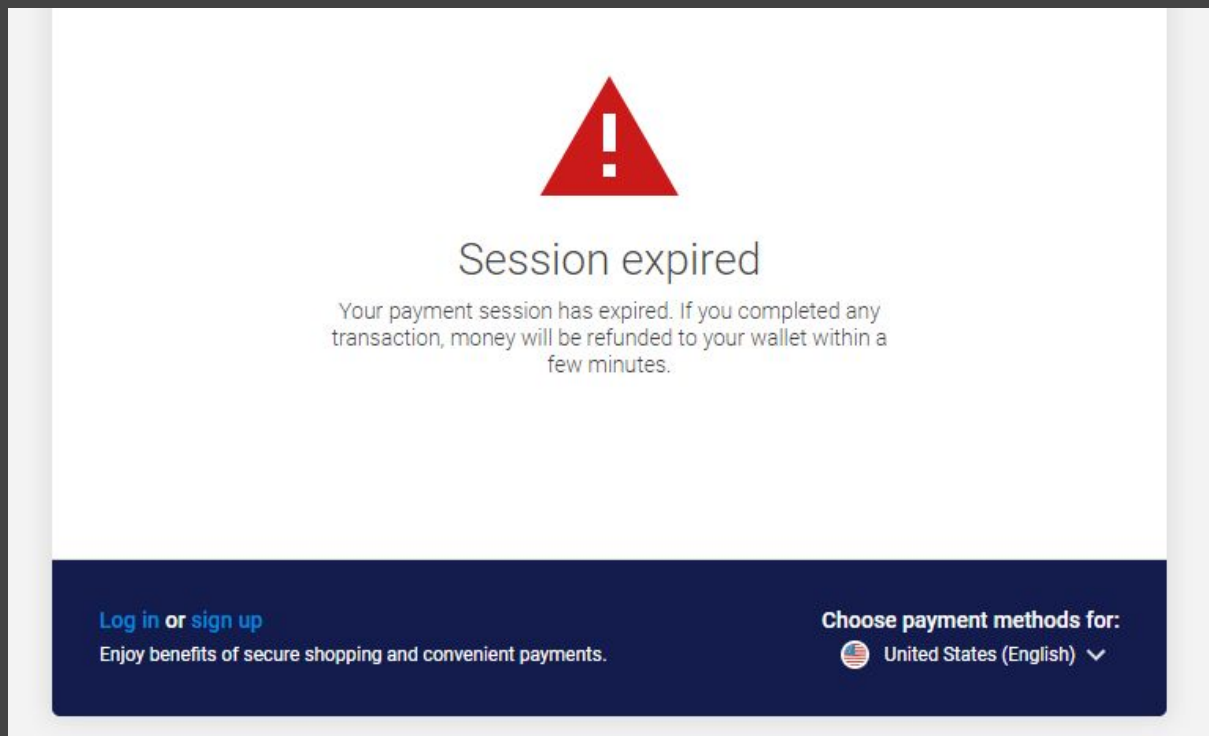 Session expired
Your payment session has expired. If you completed any
transaction, money will be refunded to your wallet within a
few minutes.
Log in or sign up
Enjoy benefits of secure shopping and convenient payments.
Choose payment methods for:
United States (English)